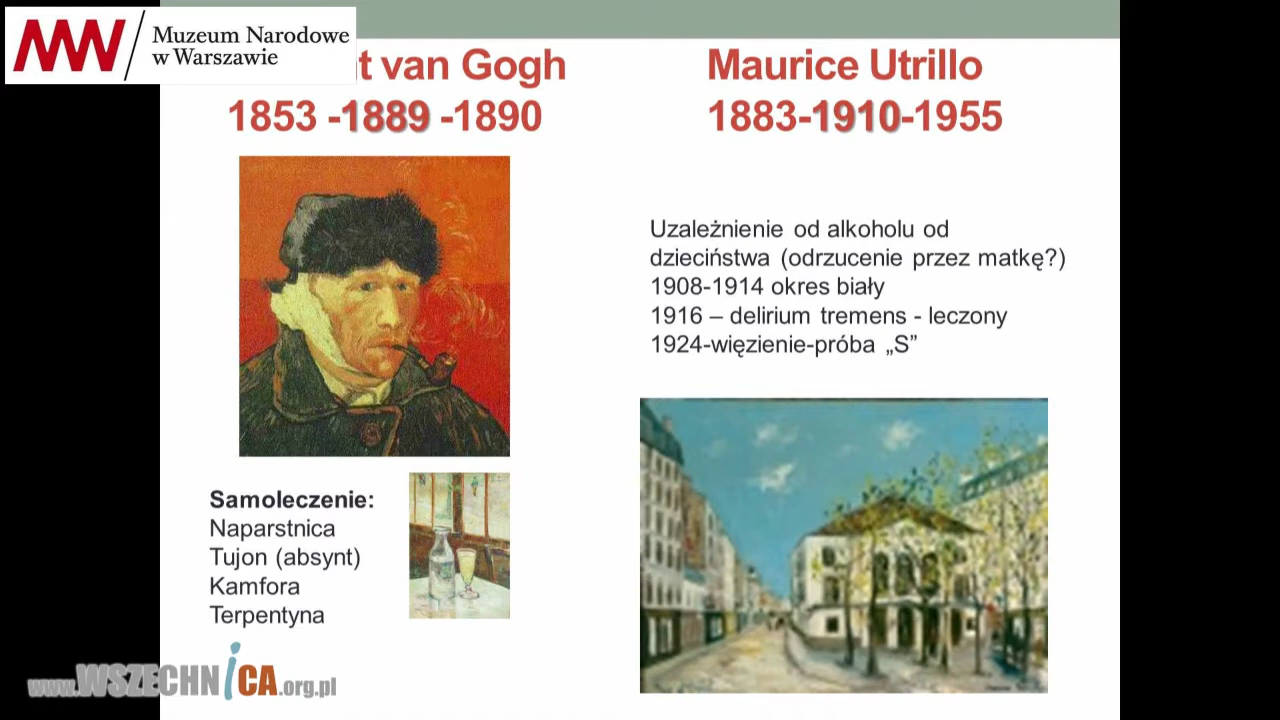 Muzeum Narodowe
w Warszawie
t van Gogh
1853 -1889 -1890
Maurice Utrillo
1883-1910-1955
Uzależnienie od alkoholu od
dzieciństwa (odrzucenie przez matkę?)
1908-1914 okres biały
1916 – delirium tremens - leczony
1924-więzienie-próba „S”
Samoleczenie:
Naparstnica
Tujon (absynt)
Kamfora
Terpentyna
www.WSZECHNiCA.org.pl